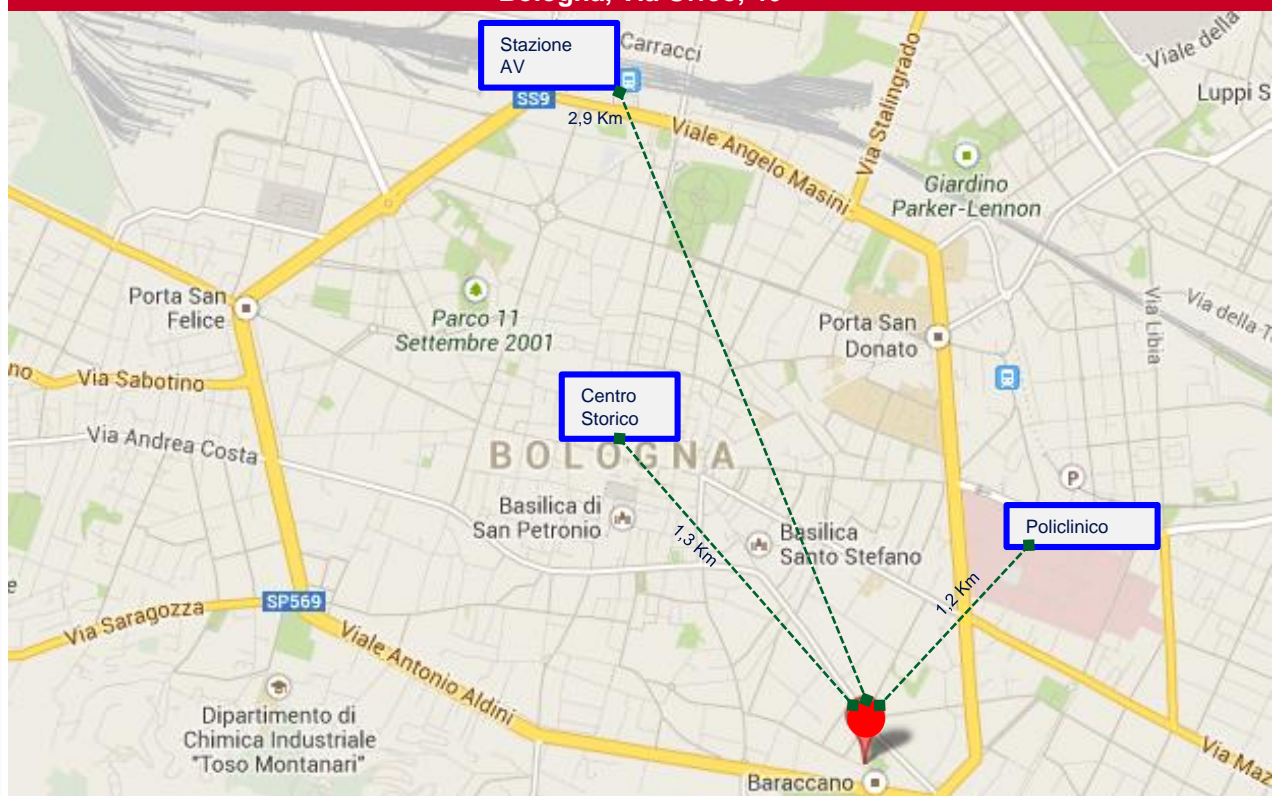 Bologna,
Stazione
AV
Carracci
Viale della
Luppi S
SS9
2,9 Km
Viale Angelo Masini
Via Stalingrado
Giardino
Parker-Lennon
Porta San
Felice
Parco 11
Settembre 2001
Porta San
Donato
Via Libia
Via della T
no
Via Sabotino
Centro
Storico
Via Andrea Costa
BOLOGNA
P
Basilica di
San Petronio
Basilica
Santo Stefano
Policlinico
1,3 Km
1,2 Km
e
Via Saragozza
SP569
Viale Antonio Aldini
Dipartimento di
Chimica Industriale
"Toso Montanari"
Baraccano
Via Maz